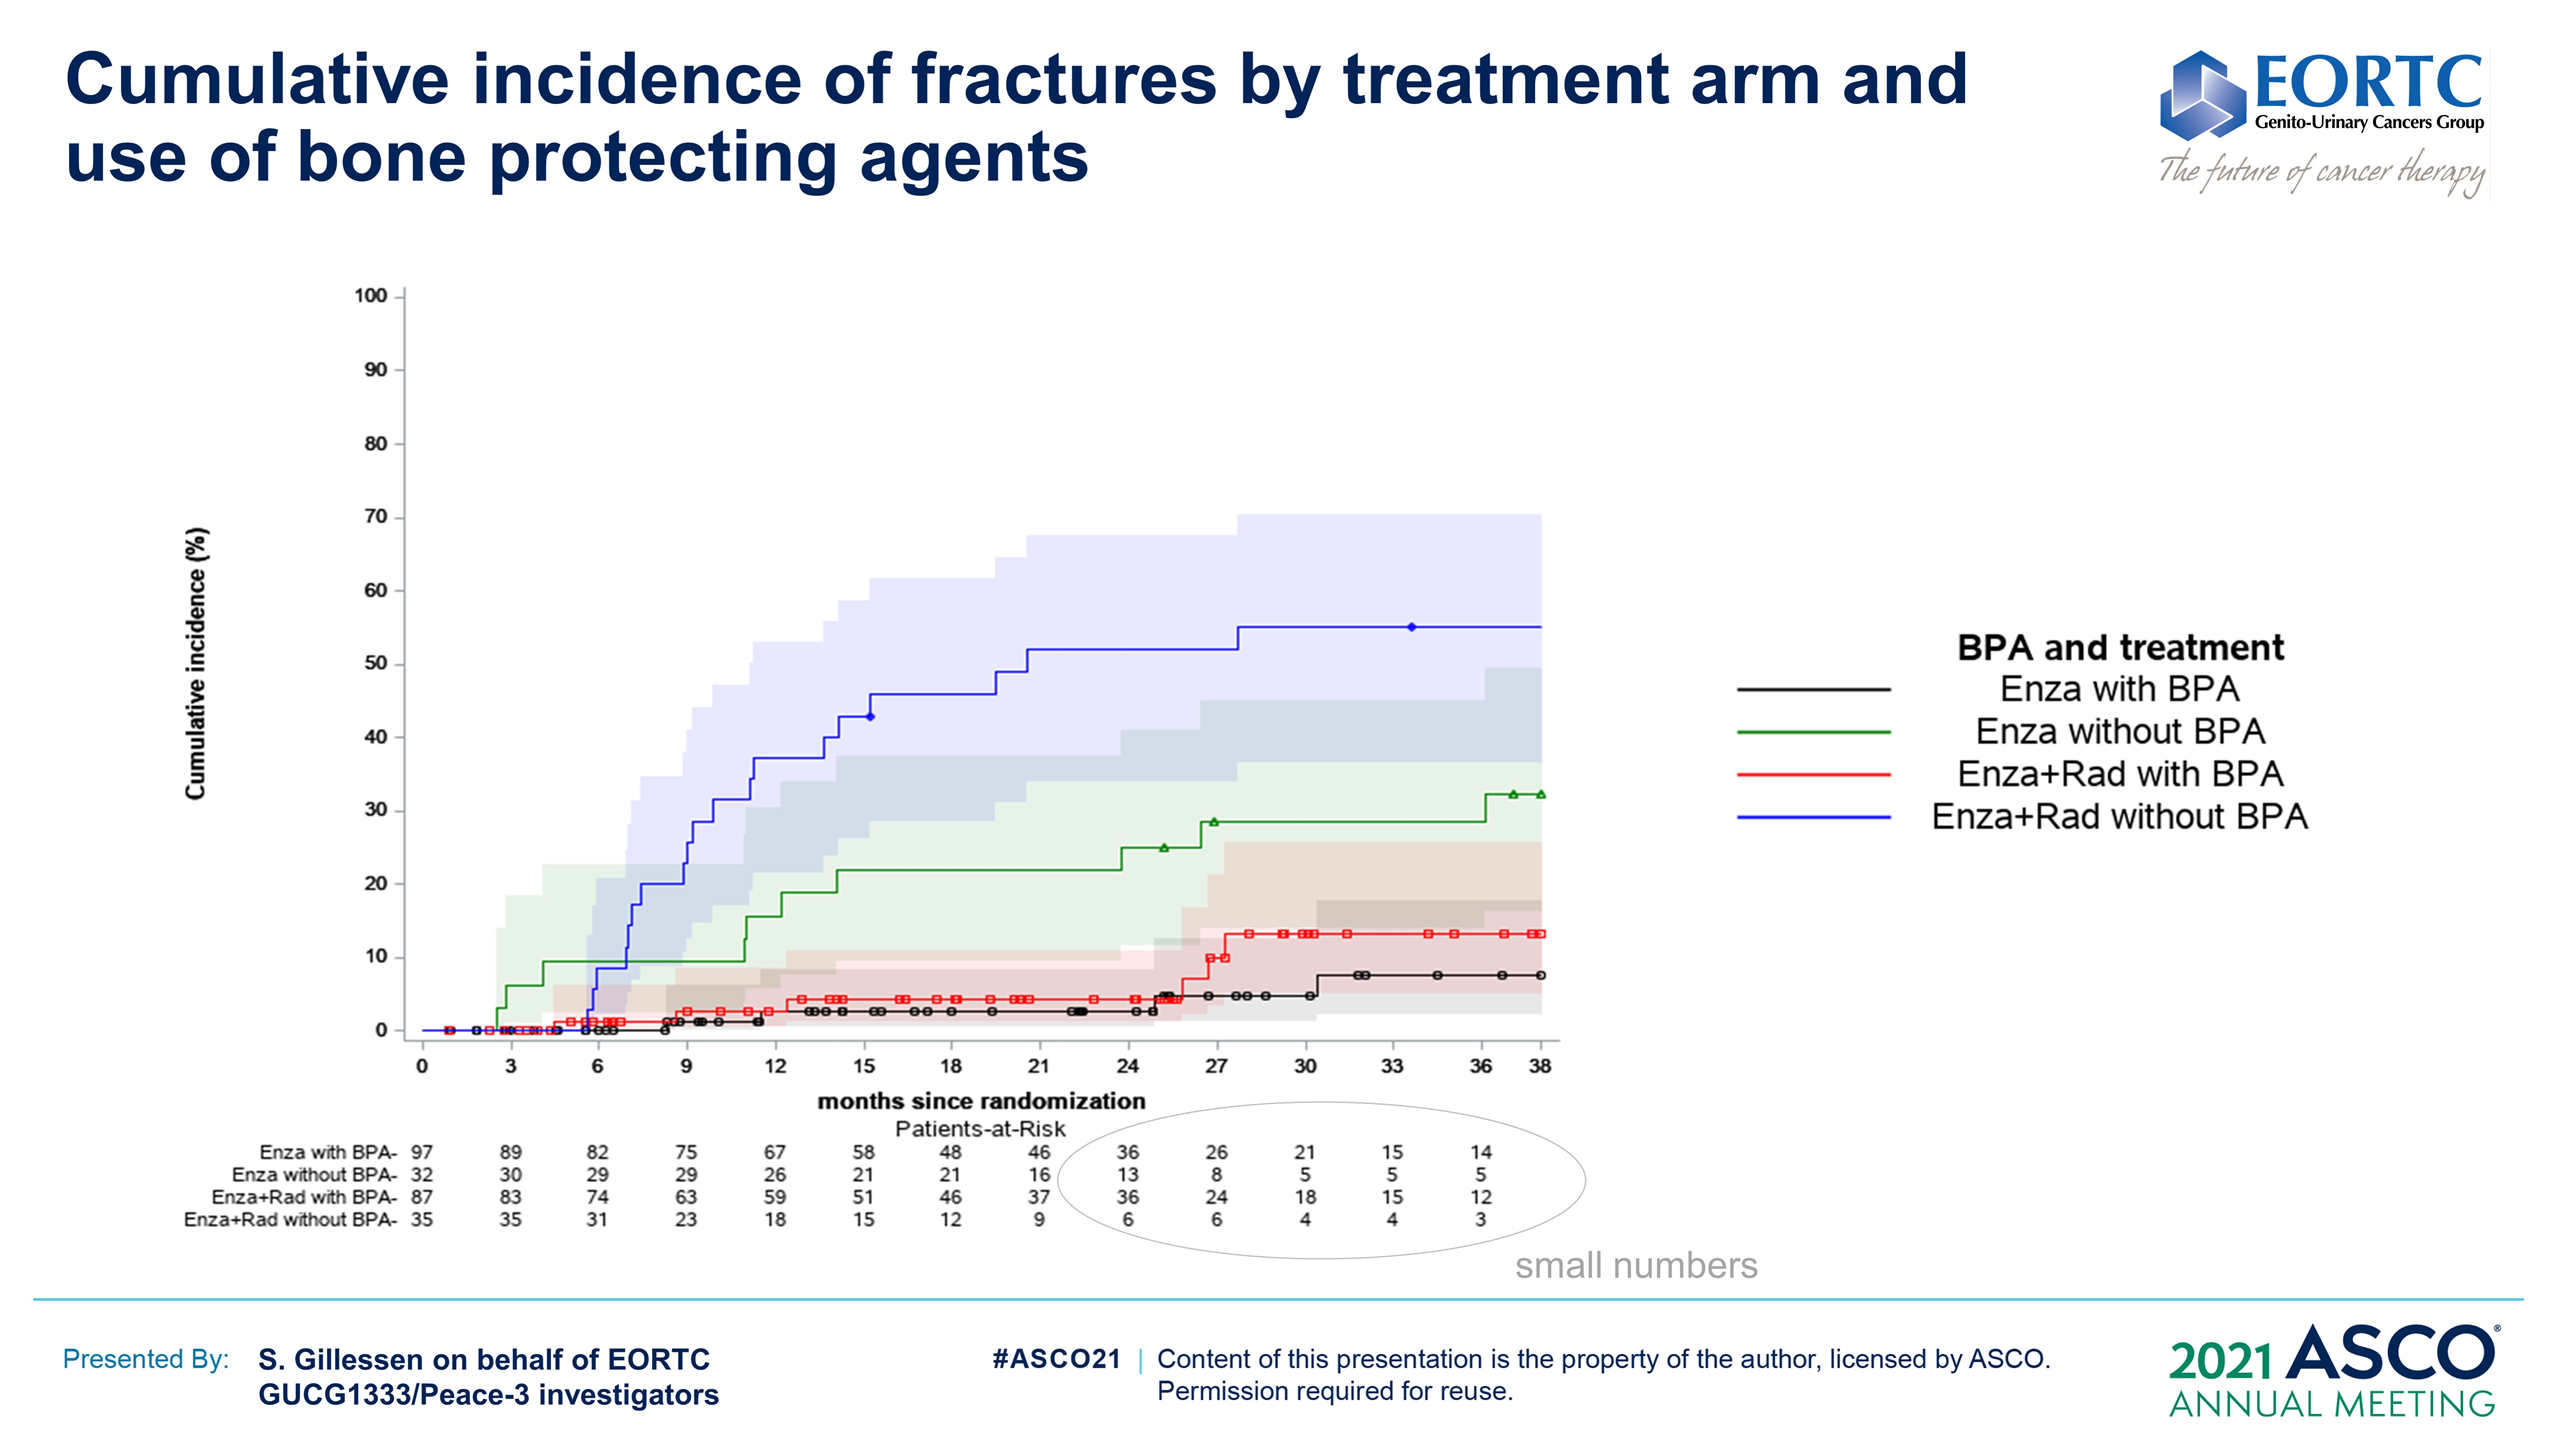 Cumulative incidence of fractures by treatment arm and
use of bone protecting agents
EORTC
Genito-Urinary Cancers Group
The future of cancer therapy
Cumulative incidence (%)
100
90
80
70
60
50
40
30
20
10
0
0 3 6 9 12 15 18 21 24 27 30 33 36 38
months since randomization
Patients-at-Risk
Enza with BPA- 97 89 82 75 67 58 48 46 36 26 21 15 14
Enza without BPA- 32 30 29 29 26 21 21 16 13 8 5 5 5
Enza+Rad with BPA- 87 83 74 63 59 51 46 37 36 24 18 15 12
Enza+Rad without BPA- 35 35 31 23 18 15 12 9 6 6 4 4 3
small numbers
BPA and treatment
Enza with BPA
Enza without BPA
Enza+Rad with BPA
Enza+Rad without BPA
Presented By: S. Gillessen on behalf of EORTC
GUCG1333/Peace-3 investigators
#ASCO21 | Content of this presentation is the property of the author, licensed by ASCO.
Permission required for reuse.
2021 ASCO®
ANNUAL MEETING